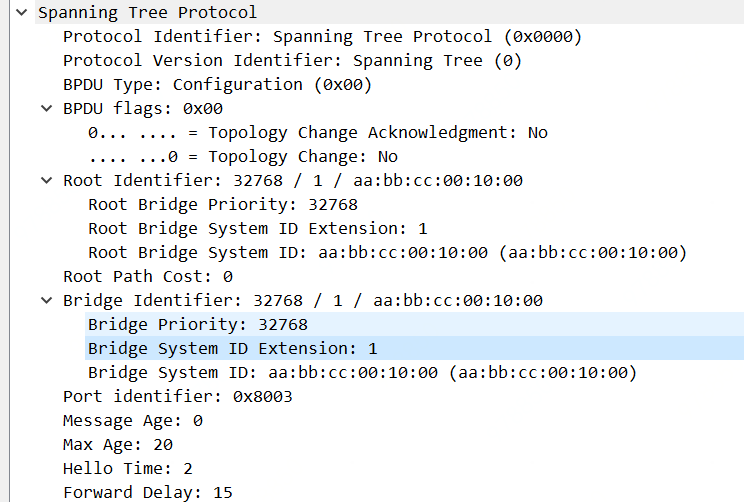 Spanning Tree Protocol
Protocol Identifier: Spanning Tree Protocol (0x0000)
Protocol Version Identifier: Spanning Tree (0)
BPDU Type: Configuration (0x00)
BPDU flags: 0x00
0... .... = Topology Change Acknowledgment: No
.... ...0 = Topology Change: No
Root Identifier: 32768 / 1 / aa:bb:cc:00:10:00
Root Bridge Priority: 32768
Root Bridge System ID Extension: 1
Root Bridge System ID: aa:bb:cc:00:10:00 (aa:bb:cc:00:10:00)
Root Path Cost: 0
Bridge Identifier: 32768 / 1 / aa:bb:cc:00:10:00
Bridge Priority: 32768
Bridge System ID Extension: 1
Bridge System ID: aa:bb:cc:00:10:00 (aa:bb:cc:00:10:00)
Port identifier: 0x8003
Message Age: 0
Max Age: 20
Hello Time: 2
Forward Delay: 15